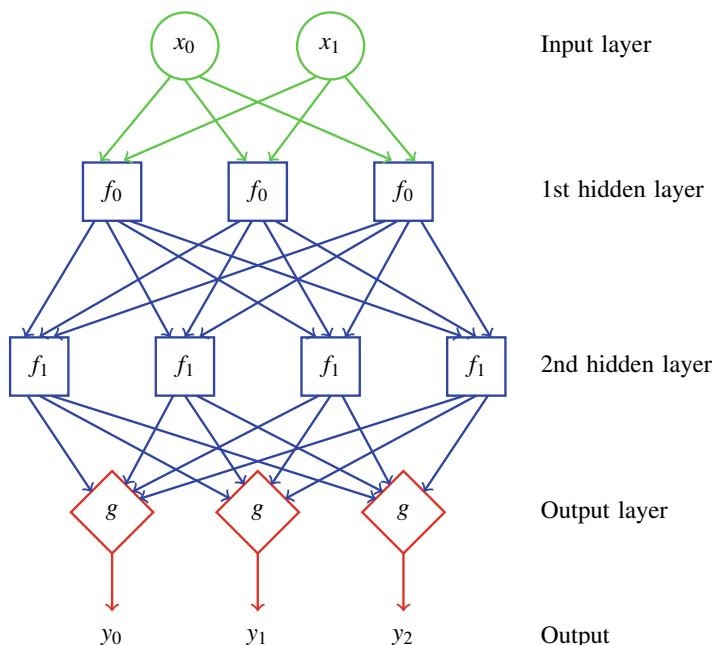 x₀ x₁ Input layer
f₀ f₀ f₀ 1st hidden layer
f₁ f₁ f₁ f₁ 2nd hidden layer
g g g Output layer
y₀ y₁ y₂ Output